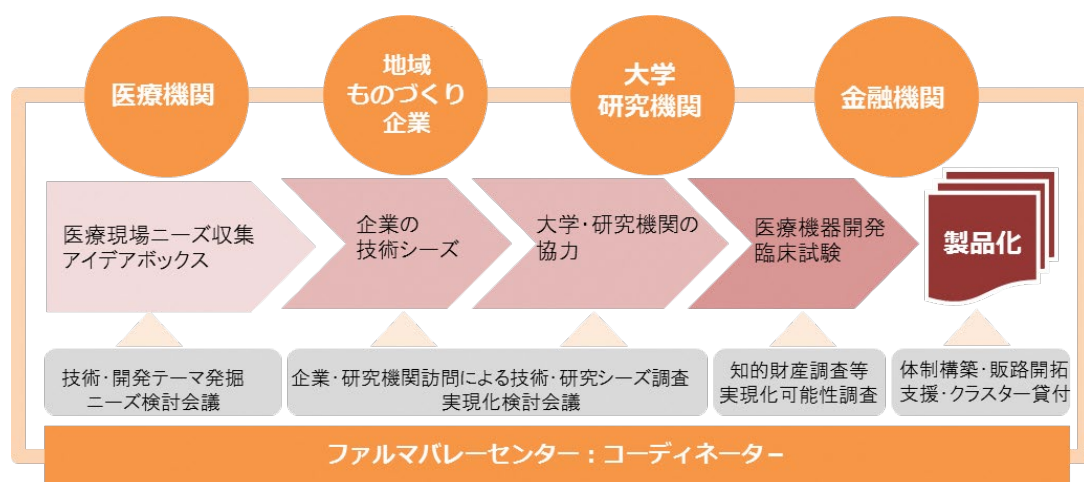 医療機関
地域
ものづくり
企業
大学
研究機関
金融機関
医療現場ニーズ収集
アイデアボックス
企業の
技術シーズ
大学・研究機関の
協力
医療機器開発
臨床試験
製品化
技術・開発テーマ発掘
ニーズ検討会議
企業・研究機関訪問による技術・研究シーズ調査
実現化検討会議
知的財産調査等
実現化可能性調査
体制構築・販路開拓
支援・クラスター貸付
ファルマバレーセンター：コーディネーター